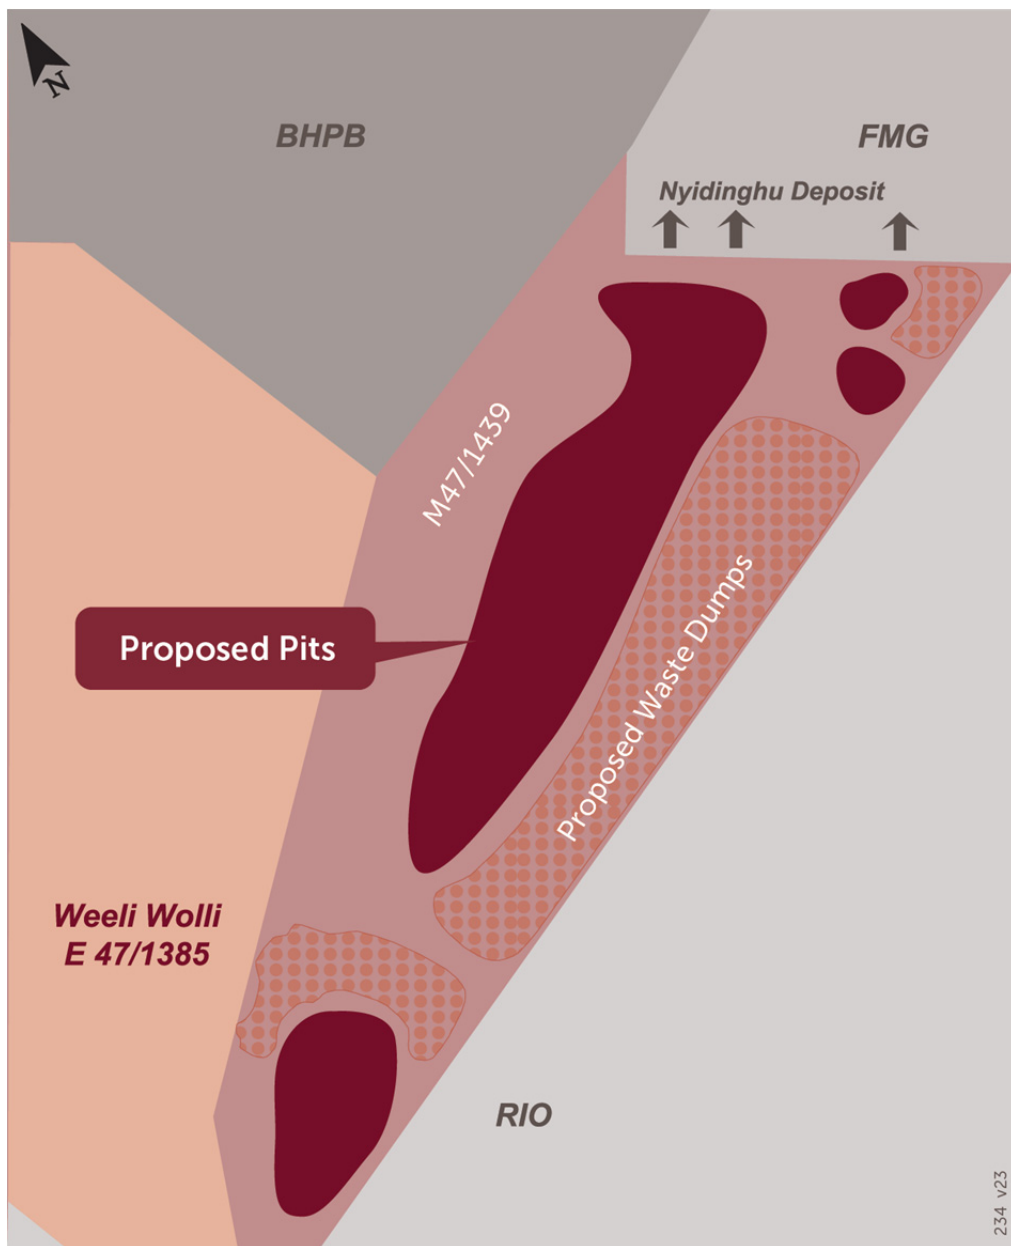 N
BHPB
FMG
Nyidinghu Deposit
M47/1439
Proposed Pits
Proposed Waste Dumps
Weeli Wolli
E 47/1385
RIO
234 v23